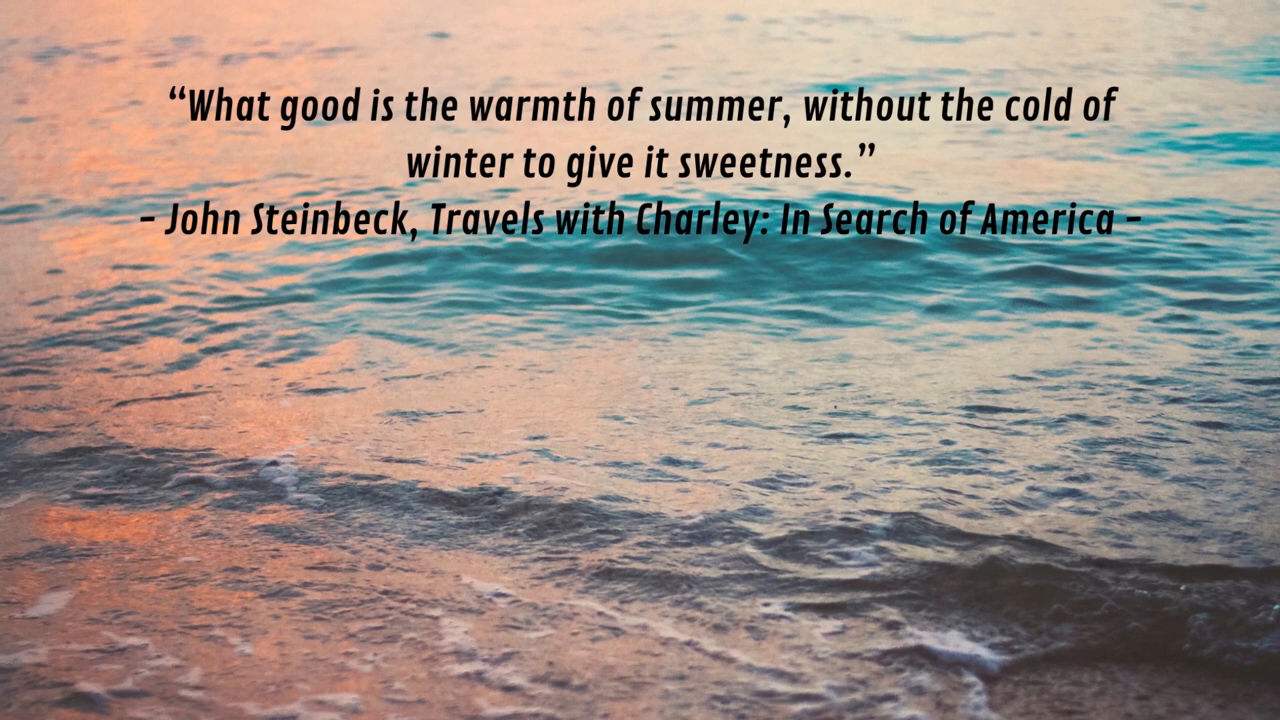 “What good is the warmth of summer, without the cold of
winter to give it sweetness.”
- John Steinbeck, Travels with Charley: In Search of America -